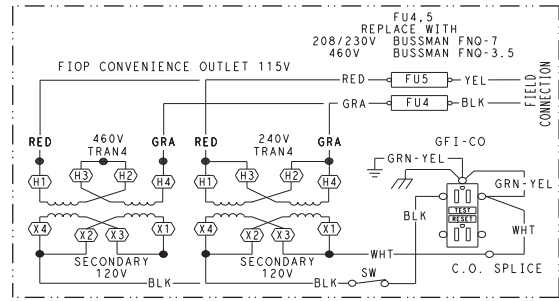 FU4,5
REPLACE WITH
208/230V BUSSMAN FNQ-7
460V BUSSMAN FNQ-3.5
FIOP CONVENIENCE OUTLET 115V
RED FU5 YEL
GRA FU4 BLK
FIELD
CONNECTION
RED 460V GRA RED 240V GRA
TRAN4 TRAN4
GFI-CO
GRN-YEL
H1 H3 H2 H4 H1 H3 H2 H4
GRN-YEL
TEST
RESET
BLK
WHT
X4 X2 X3 X1 X4 X2 X3 X1
WHT
SECONDARY SECONDARY
120V 120V
C.O. SPLICE
BLK BLK SW